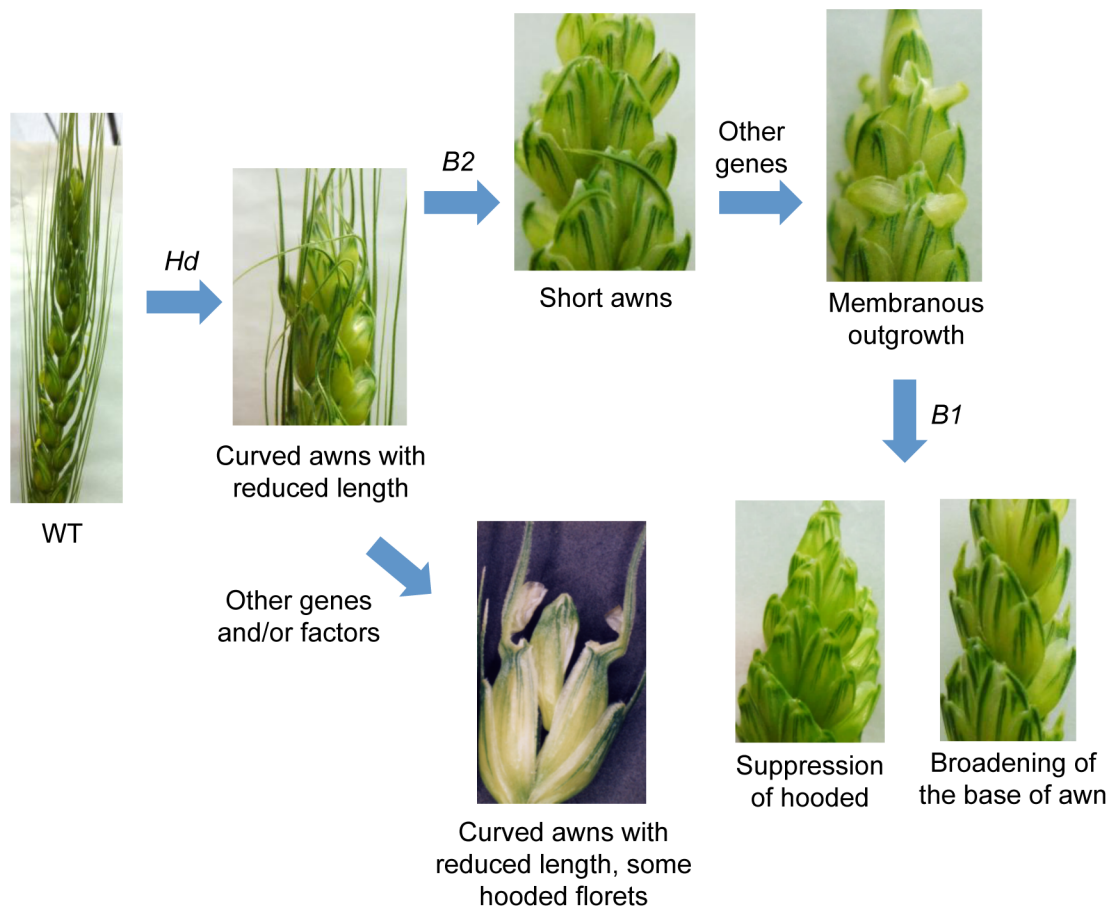 WT
Hd
Curved awns with
reduced length
B2
Short awns
Other
genes
Membranous
outgrowth
B1
Suppression
of hooded
Broadening of
the base of awn
Other genes
and/or factors
Curved awns with
reduced length, some
hooded florets